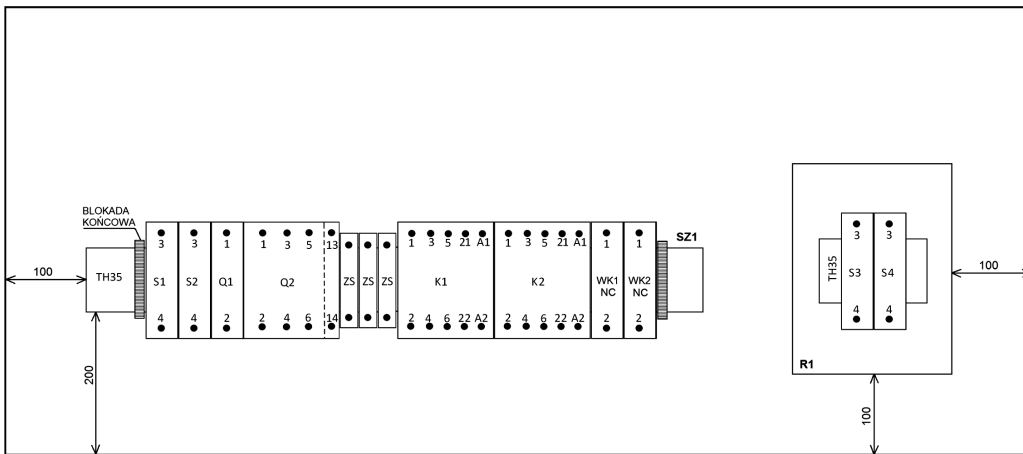 BLOKADA
KOŃCOWA
SZ1
3 3 1 1 3 5 13
1 3 5 21 A1 1 3 5 21 A1 1 1
3 3
100
TH35 S1 S2 Q1 Q2 ZS ZS ZS K1 K2 WK1 NC WK2 NC
TH35 S3 S4
100
4 4 2 2 4 6 14
2 4 6 22 A2 2 4 6 22 A2 2 2
4 4
R1
200
100